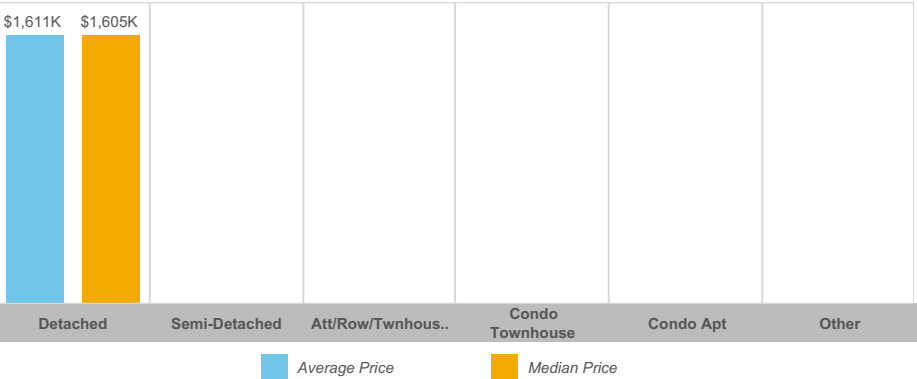 $1,611K $1,605K
Detached Semi-Detached Att/Row/Twnhous.. Condo Townhouse Condo Apt Other
Average Price Median Price